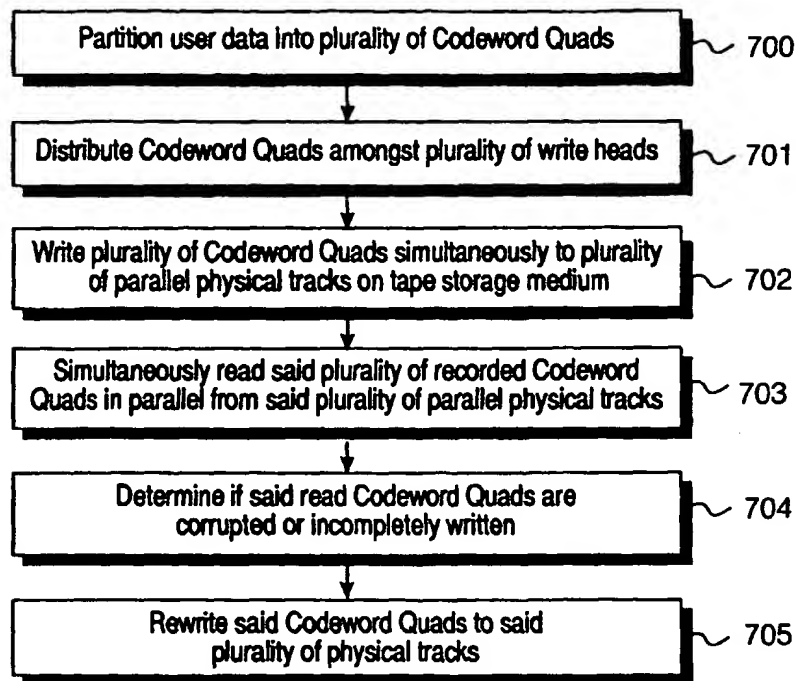 Partition user data into plurality of Codeword Quads
700
Distribute Codeword Quads amongst plurality of write heads
701
Write plurality of Codeword Quads simultaneously to plurality
of parallel physical tracks on tape storage medium
702
Simultaneously read said plurality of recorded Codeword
Quads in parallel from said plurality of parallel physical tracks
703
Determine if said read Codeword Quads are
corrupted or incompletely written
704
Rewrite said Codeword Quads to said
plurality of physical tracks
705